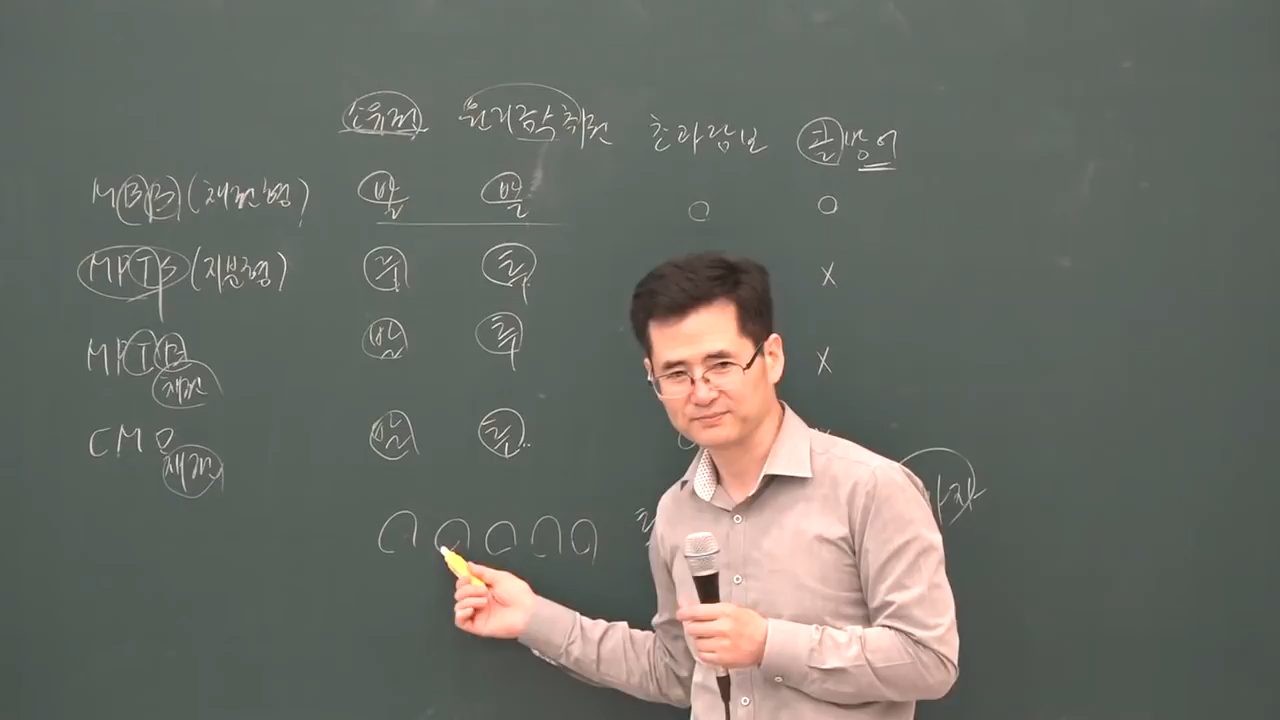 소유권 원리금수취권 초과담보 콜방어
MBB(채권형) 발 발 O O
MPTS(지분형) 투 투 X
MPTB 발 투 X
채권
CMO 발 투
채권